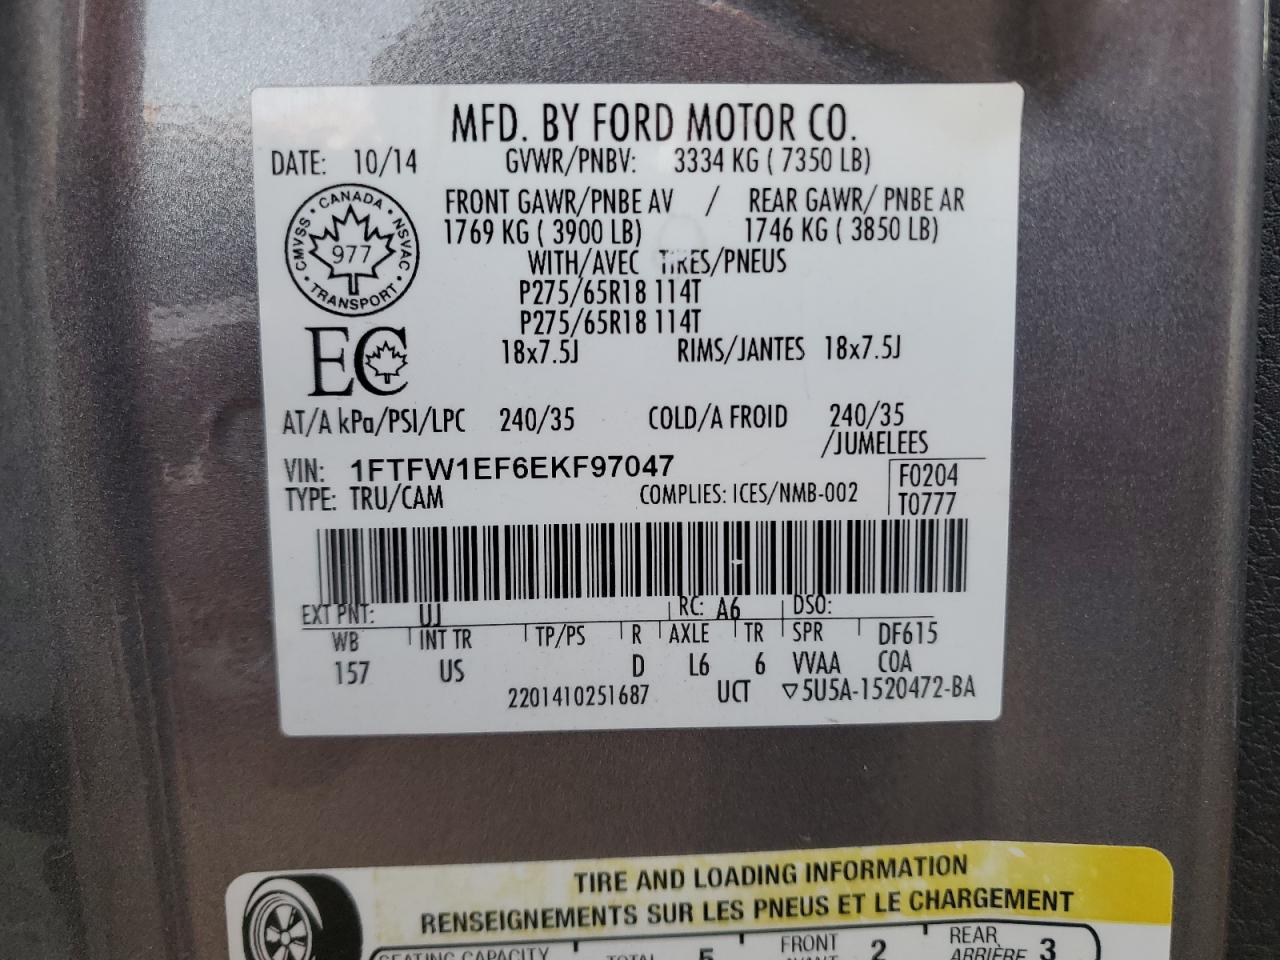 MFD. BY FORD MOTOR CO.
DATE: 10/14 GVWR/PNBV: 3334 KG ( 7350 LB)
FRONT GAWR/PNBE AV / REAR GAWR/ PNBE AR
1769 KG ( 3900 LB) 1746 KG ( 3850 LB)
WITH/AVEC TIRES/PNEUS
P275/65R18 114T
P275/65R18 114T
18x7.5J RIMS/JANTES 18x7.5J
CANADA
CMVSS 977 NSVAC
TRANSPORT
EC
AT/A kPa/PSI/LPC 240/35 COLD/A FROID 240/35
/JUMELEES
VIN: 1FTFW1EF6EKF97047 F0204
TYPE: TRU/CAM COMPLIES: ICES/NMB-002 T0777
EXT PNT: UJ RC: A6 DSO:
WB INT TR TP/PS R AXLE TR SPR DF615
157 US D L6 6 VVAA COA
2201410251687 UCT ▽5U5A-1520472-BA
TIRE AND LOADING INFORMATION
RENSEIGNEMENTS SUR LES PNEUS ET LE CHARGEMENT
SEATING CAPACITY TOTAL 5 FRONT 2 REAR 3
AVANT ARRIÈRE